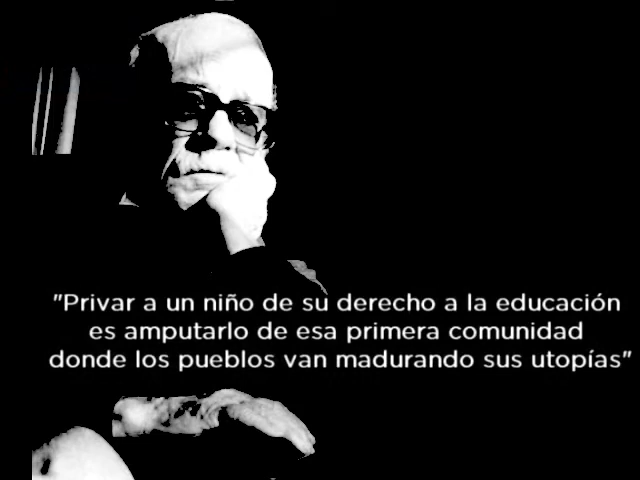 "Privar a un niño de su derecho a la educación
es amputarlo de esa primera comunidad
donde los pueblos van madurando sus utopías"